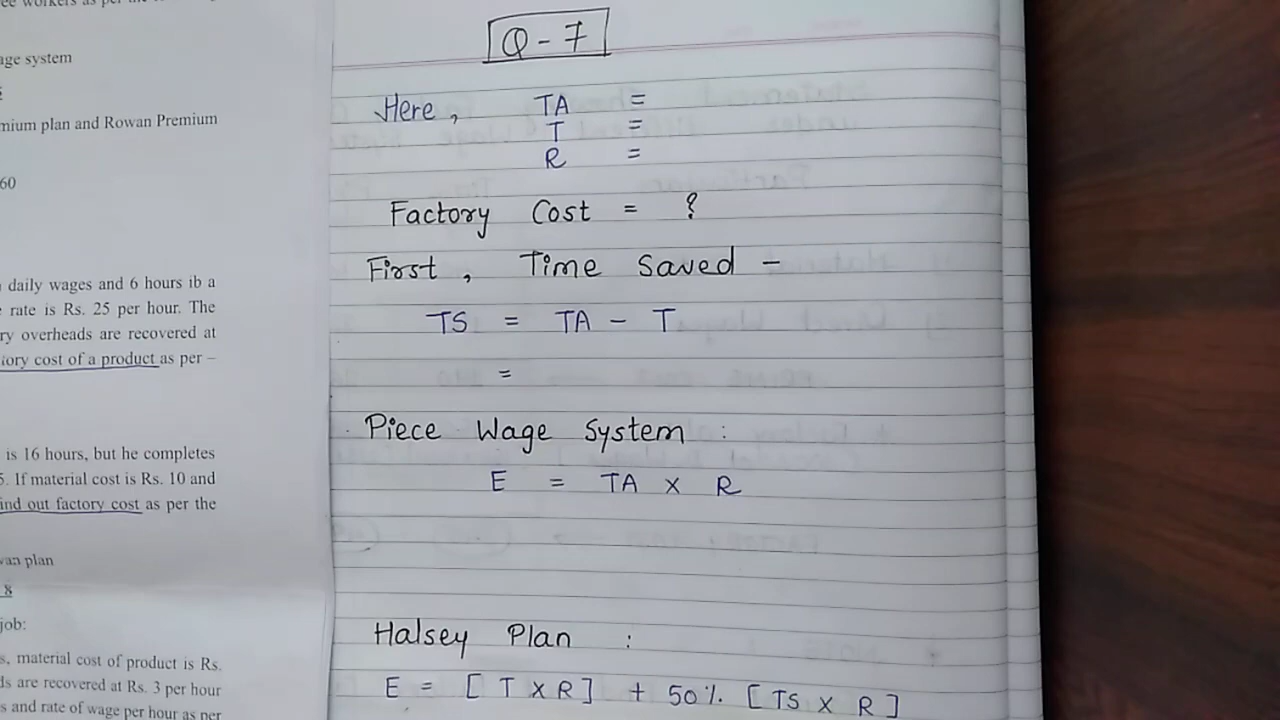 age system
mium plan and Rowan Premium
60
daily wages and 6 hours ib a
rate is Rs. 25 per hour. The
ry overheads are recovered at
tory cost of a product as per –
is 16 hours, but he completes
5. If material cost is Rs. 10 and
ind out factory cost as per the
wan plan
8
job:
s, material cost of product is Rs.
ds are recovered at Rs. 3 per hour
s and rate of wage per hour as per
Q - 7
Here, TA =
T =
R =
Factory Cost = ?
First, Time Saved -
TS = TA - T
=
Piece Wage System :
E = TA X R
Halsey Plan :
E = [ T X R ] + 50% [ TS X R ]